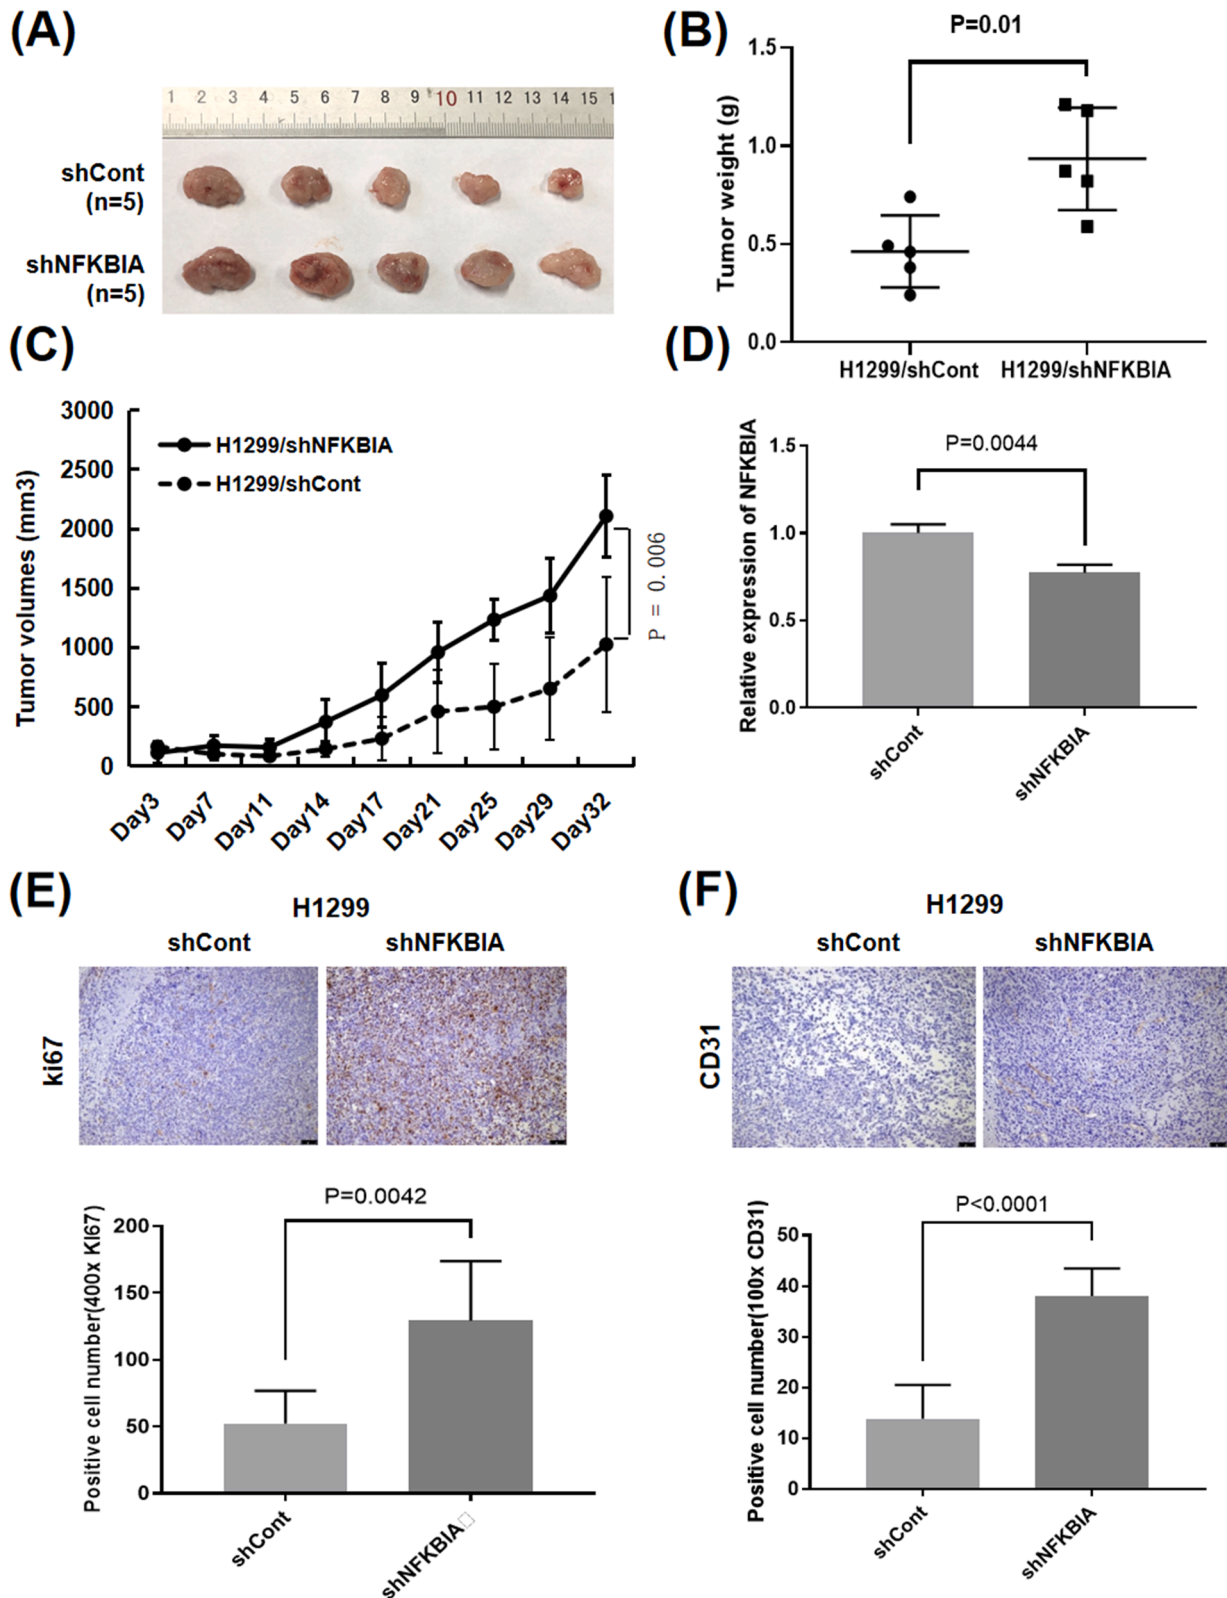 (A)
1 2 3 4 5 6 7 8 9 10 11 12 13 14 15
shCont
(n=5)
shNFKBIA
(n=5)
(B)
P=0.01
Tumor weight (g)
1.5
1.0
0.5
0.0
H1299/shCont H1299/shNFKBIA
(C)
Tumor volumes (mm3)
3000
2500
2000
1500
1000
500
0
H1299/shNFKBIA
H1299/shCont
P = 0.006
Day3 Day7 Day11 Day14 Day17 Day21 Day25 Day29 Day32
(D)
P=0.0044
Relative expression of NFKBIA
1.5
1.0
0.5
0.0
shCont shNFKBIA
(E)
H1299
shCont shNFKBIA
ki67
P=0.0042
Positive cell number(400x KI67)
200
150
100
50
0
shCont shNFKBIA
(F)
H1299
shCont shNFKBIA
CD31
P<0.0001
Positive cell number(100x CD31)
50
40
30
20
10
0
shCont shNFKBIA